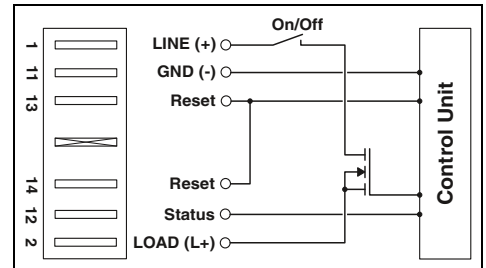 On/Off
1 LINE (+)
11 GND (-)
13 Reset
14 Reset
12 Status
2 LOAD (L+)
Control Unit